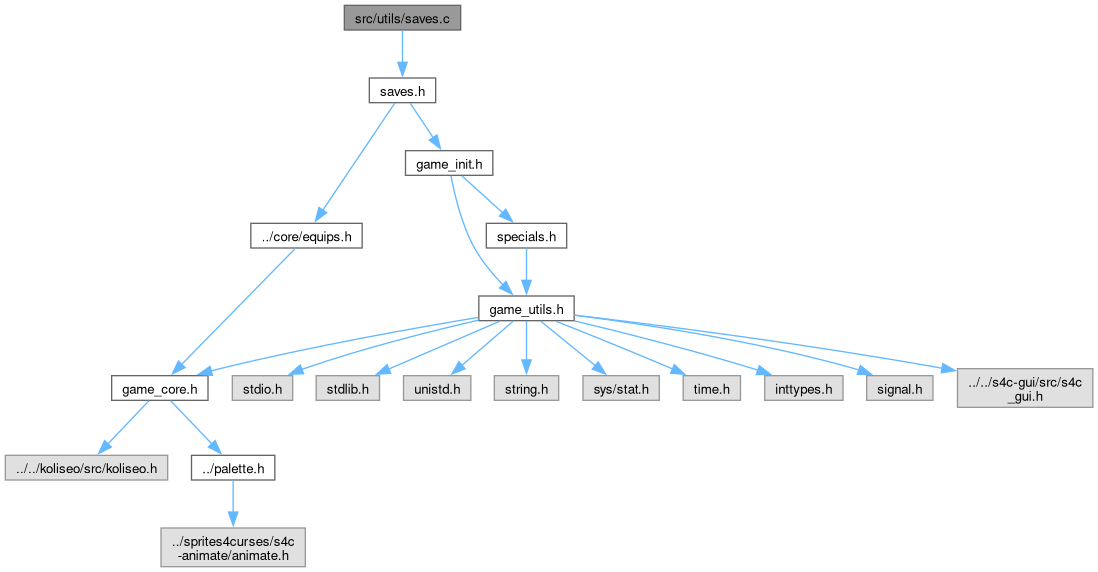 src/utils/saves.c
saves.h
game_init.h
../core/equips.h
specials.h
game_utils.h
game_core.h
stdio.h
stdlib.h
unistd.h
string.h
sys/stat.h
time.h
inttypes.h
signal.h
../../s4c-gui/src/s4c
_gui.h
../../koliseo/src/koliseo.h
../palette.h
../sprites4curses/s4c
-animate/animate.h